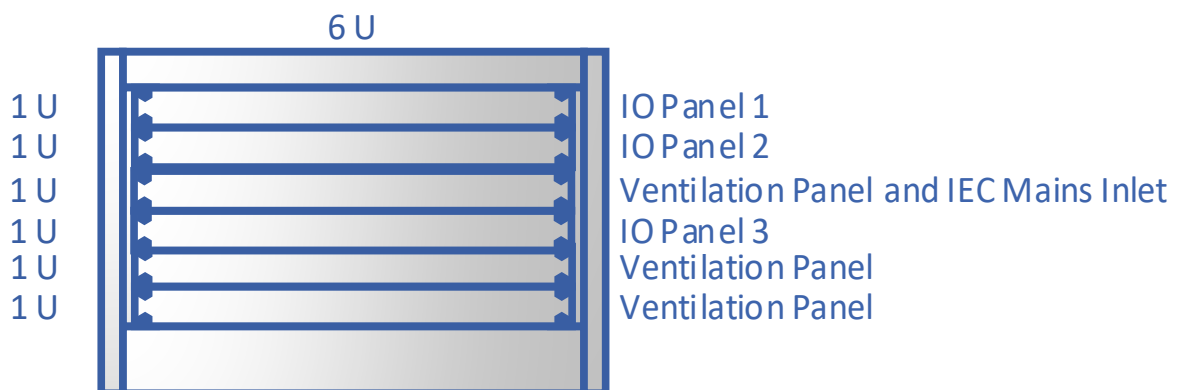 6 U
1 U IO Panel 1
1 U IO Panel 2
1 U Ventilation Panel and IEC Mains Inlet
1 U IO Panel 3
1 U Ventilation Panel
1 U Ventilation Panel